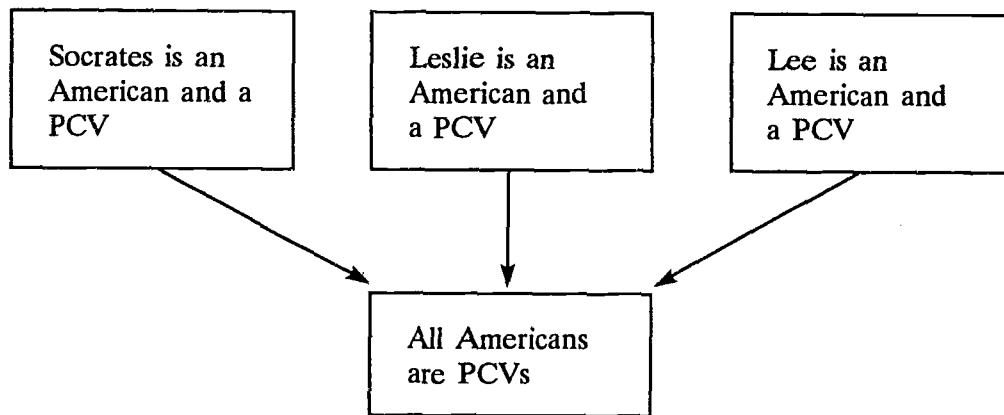 Socrates is an
American and a
PCV
Leslie is an
American and
a PCV
Lee is an
American and
a PCV
All Americans
are PCVs